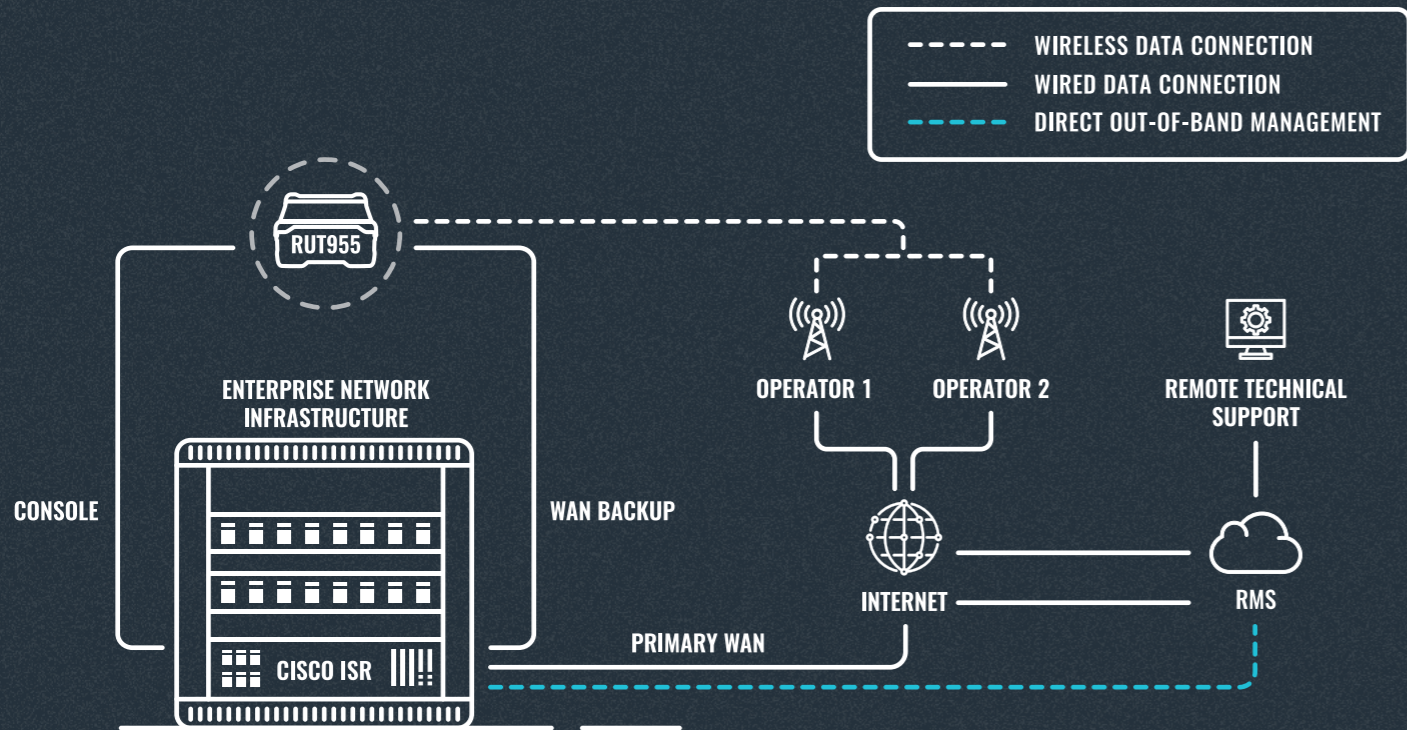 WIRELESS DATA CONNECTION
WIRED DATA CONNECTION
DIRECT OUT-OF-BAND MANAGEMENT
RUT955
ENTERPRISE NETWORK
INFRASTRUCTURE
OPERATOR 1
OPERATOR 2
REMOTE TECHNICAL
SUPPORT
CONSOLE
WAN BACKUP
INTERNET
RMS
PRIMARY WAN
CISCO ISR